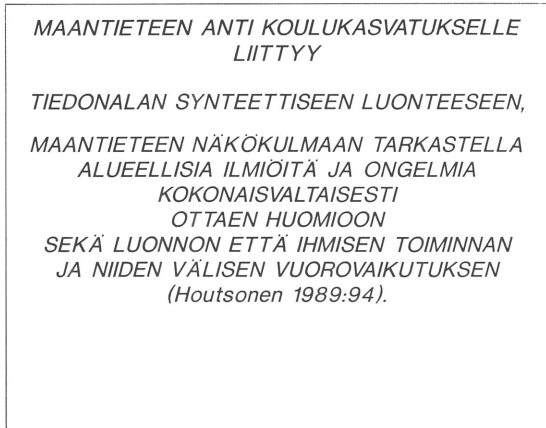 MAANTIETEEN ANTI KOULUKASVATUKSELLE
LIITTYY
TIEDONALAN SYNTEETTISEEN LUONTEESEEN,
MAANTIETEEN NÄKÖKULMAAN TARKASTELLA
ALUEELLISIA ILMIÖITÄ JA ONGELMIA
KOKONAISVALTAISESTI
OTTAEN HUOMIOON
SEKÄ LUONNON ETTÄ IHMISEN TOIMINNAN
JA NIIDEN VÄLISEN VUOROVAIKUTUKSEN
(Houtsonen 1989:94).